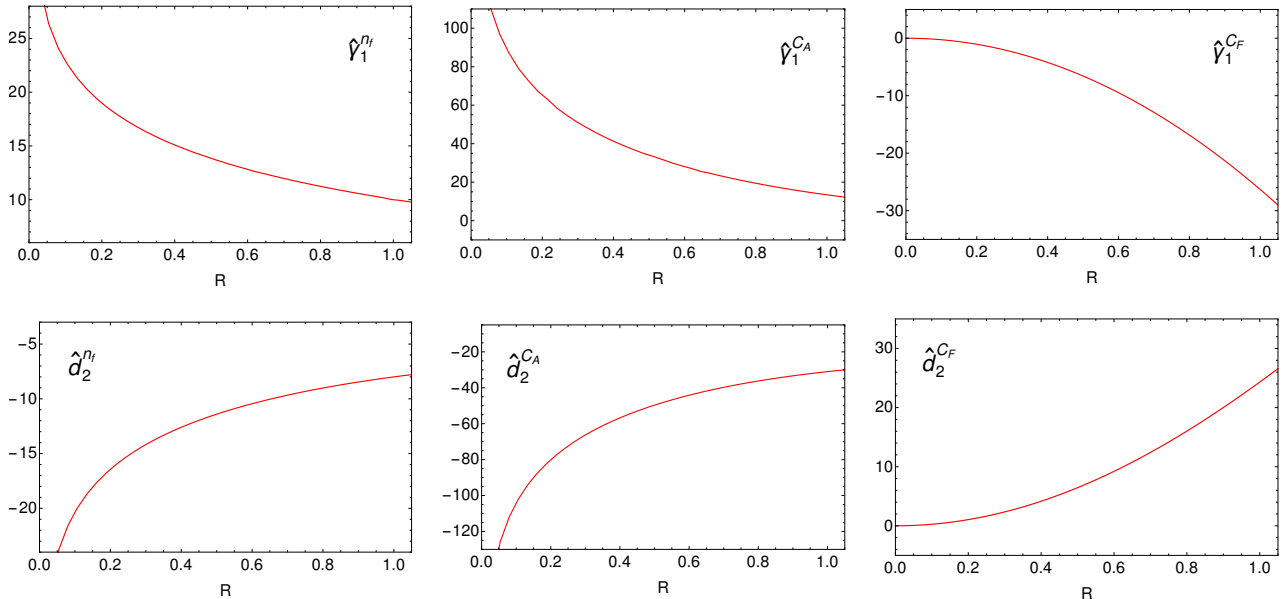 25
20
15
10
γ̂₁^{n_f}
0.0 0.2 0.4 0.6 0.8 1.0
R
100
80
60
40
20
0
γ̂₁^{C_A}
0.0 0.2 0.4 0.6 0.8 1.0
R
0
−10
−20
−30
γ̂₁^{C_F}
0.0 0.2 0.4 0.6 0.8 1.0
R
−5
−10
−15
−20
d̂₂^{n_f}
0.0 0.2 0.4 0.6 0.8 1.0
R
−20
−40
−60
−80
−100
−120
d̂₂^{C_A}
0.0 0.2 0.4 0.6 0.8 1.0
R
30
20
10
0
d̂₂^{C_F}
0.0 0.2 0.4 0.6 0.8 1.0
R